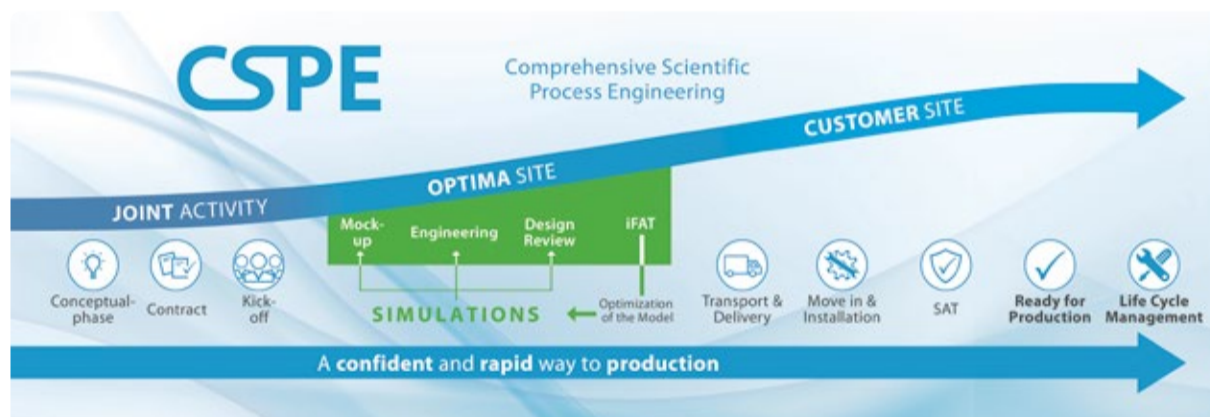 CSPE
Comprehensive Scientific
Process Engineering
JOINT ACTIVITY
OPTIMA SITE
CUSTOMER SITE
Conceptual-
phase
Contract
Kick-
off
Mock-
up
Engineering
Design
Review
iFAT
SIMULATIONS
Optimization
of the Model
Transport &
Delivery
Move in &
Installation
SAT
Ready for
Production
Life Cycle
Management
A confident and rapid way to production